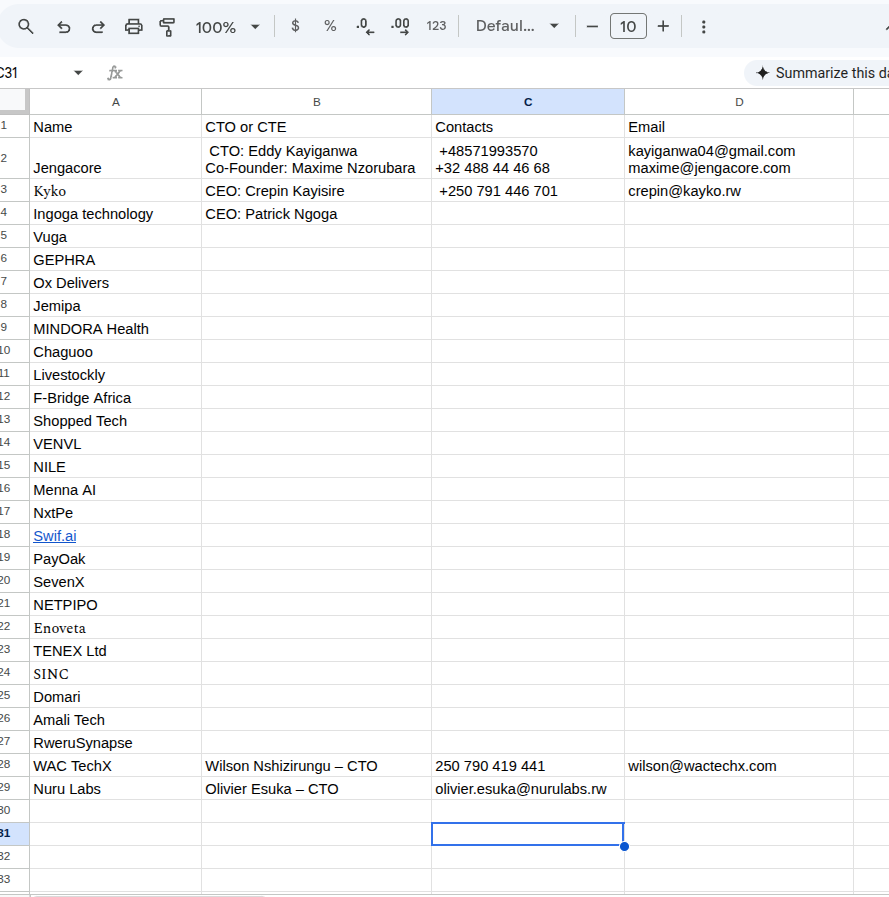 100% $ % .0 .00 123 Defaul... 10
C31 fx Summarize this da
A B C D
1 Name CTO or CTE Contacts Email
2 Jengacore CTO: Eddy Kayiganwa +48571993570 kayiganwa04@gmail.com
Co-Founder: Maxime Nzorubara +32 488 44 46 68 maxime@jengacore.com
3 Kyko CEO: Crepin Kayisire +250 791 446 701 crepin@kayko.rw
4 Ingoga technology CEO: Patrick Ngoga
5 Vuga
6 GEPHRA
7 Ox Delivers
8 Jemipa
9 MINDORA Health
10 Chaguoo
11 Livestockly
12 F-Bridge Africa
13 Shopped Tech
14 VENVL
15 NILE
16 Menna AI
17 NxtPe
18 Swif.ai
19 PayOak
20 SevenX
21 NETPIPO
22 Enoveta
23 TENEX Ltd
24 SINC
25 Domari
26 Amali Tech
27 RweruSynapse
28 WAC TechX Wilson Nshizirungu – CTO 250 790 419 441 wilson@wactechx.com
29 Nuru Labs Olivier Esuka – CTO olivier.esuka@nurulabs.rw
30
31
32
33